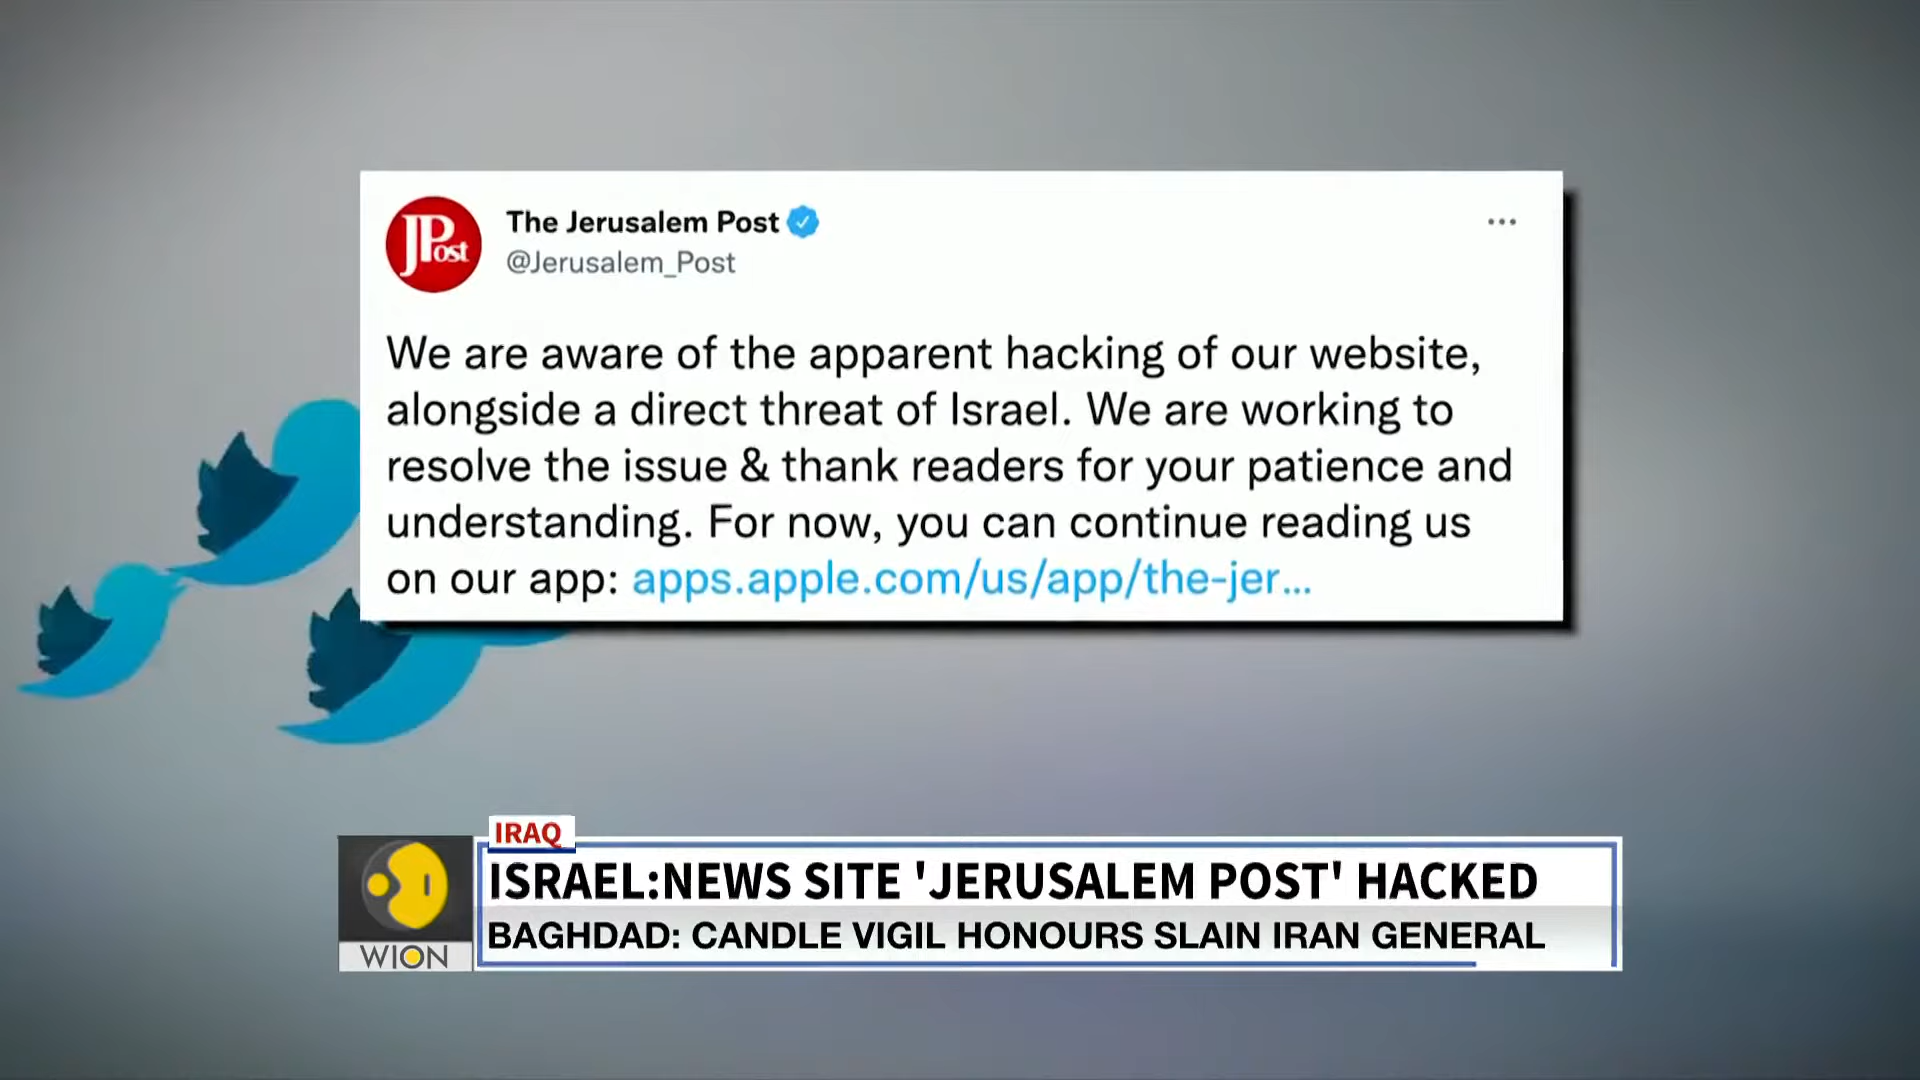 JPost
The Jerusalem Post
@Jerusalem_Post
We are aware of the apparent hacking of our website,
alongside a direct threat of Israel. We are working to
resolve the issue & thank readers for your patience and
understanding. For now, you can continue reading us
on our app: apps.apple.com/us/app/the-jer...
IRAQ
ISRAEL:NEWS SITE 'JERUSALEM POST' HACKED
BAGHDAD: CANDLE VIGIL HONOURS SLAIN IRAN GENERAL
WION